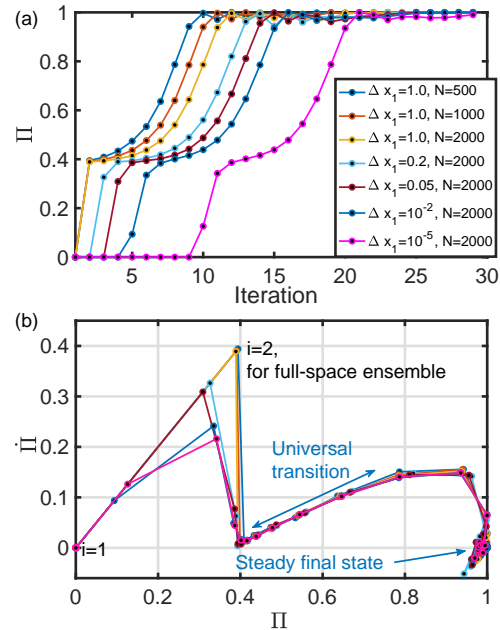 (a)
1
0.8
0.6
0.4
0.2
0
Π
Δ x₁=1.0, N=500
Δ x₁=1.0, N=1000
Δ x₁=1.0, N=2000
Δ x₁=0.2, N=2000
Δ x₁=0.05, N=2000
Δ x₁=10⁻², N=2000
Δ x₁=10⁻⁵, N=2000
5 10 15 20 25 30
Iteration
(b)
0.4
0.3
0.2
0.1
0
Π̇
i=2,
for full-space ensemble
Universal
transition
i=1
Steady final state
0 0.2 0.4 0.6 0.8 1
Π